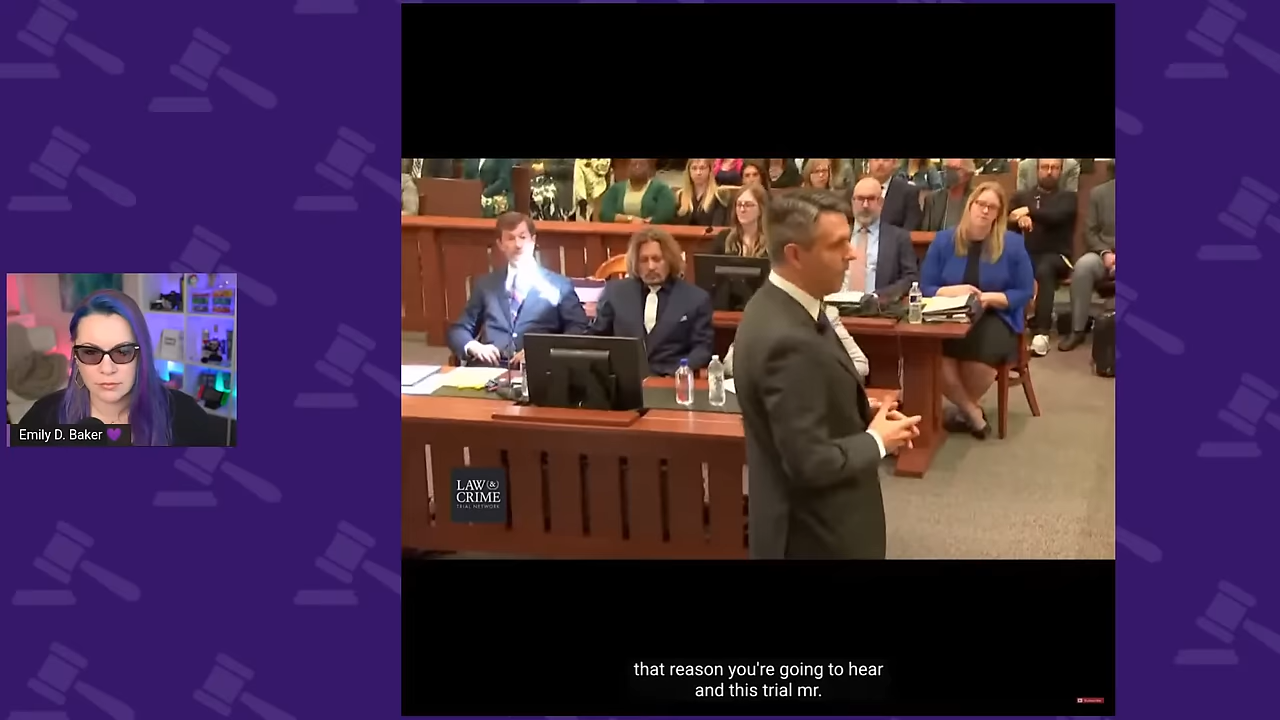 Emily D. Baker 💜
LAW &
CRIME
TRIAL NETWORK
that reason you're going to hear
and this trial mr.